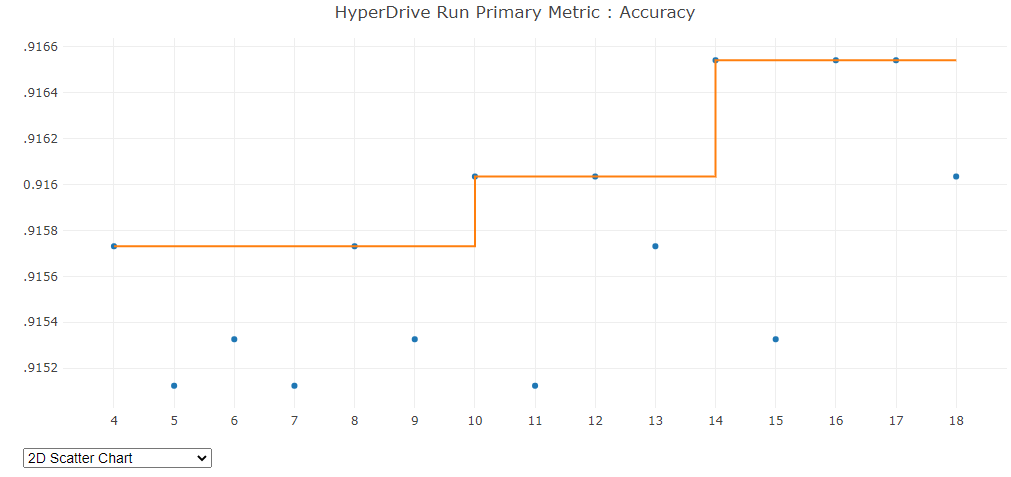 HyperDrive Run Primary Metric : Accuracy
.9166
.9164
.9162
0.916
.9158
.9156
.9154
.9152
4 5 6 7 8 9 10 11 12 13 14 15 16 17 18
2D Scatter Chart